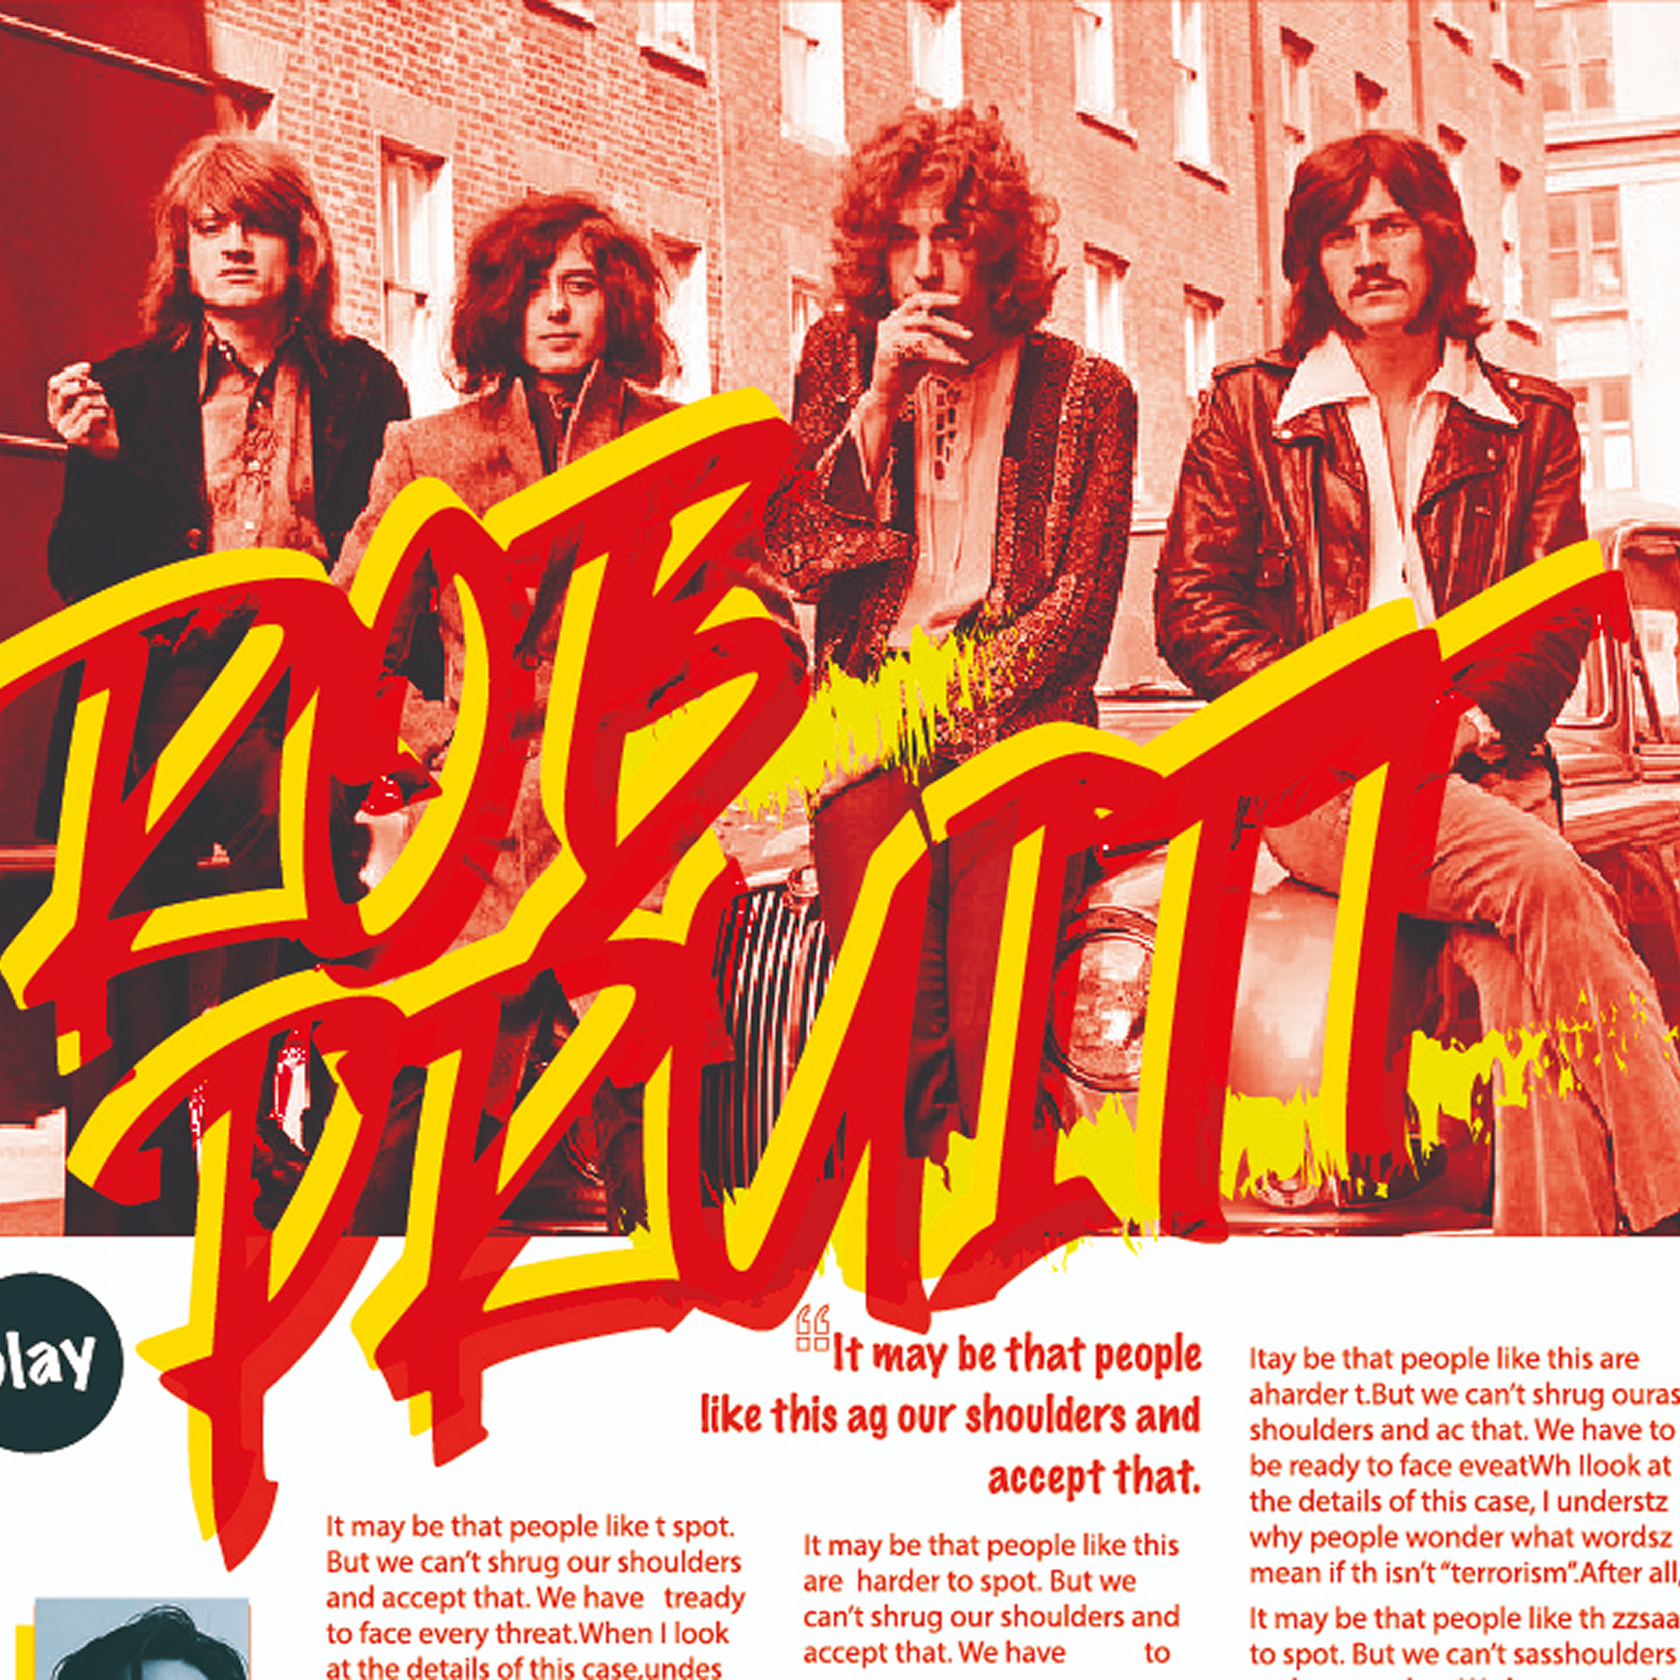 ROB
PRUITT
play
“It may be that people
like this ag our shoulders and
accept that.
It may be that people like t spot.
But we can't shrug our shoulders
and accept that. We have tready
to face every threat.When I look
at the details of this case,undes
It may be that people like this
are harder to spot. But we
can't shrug our shoulders and
accept that. We have to
Itay be that people like this are
aharder t.But we can't shrug ouras
shoulders and ac that. We have to
be ready to face eveatWh Ilook at
the details of this case, I understz
why people wonder what wordsz
mean if th isn't “terrorism”.After all,
It may be that people like th zzsaa
to spot. But we can't sasshoulders